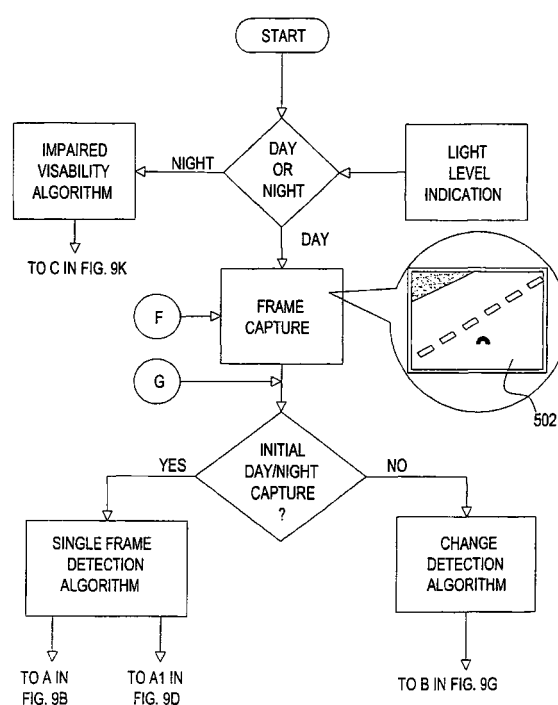 START
DAY
OR
NIGHT
NIGHT
IMPAIRED
VISABILITY
ALGORITHM
LIGHT
LEVEL
INDICATION
TO C IN FIG. 9K
DAY
FRAME
CAPTURE
F
G
502
INITIAL
DAY/NIGHT
CAPTURE
?
YES
NO
SINGLE FRAME
DETECTION
ALGORITHM
CHANGE
DETECTION
ALGORITHM
TO A IN
FIG. 9B
TO A1 IN
FIG. 9D
TO B IN FIG. 9G